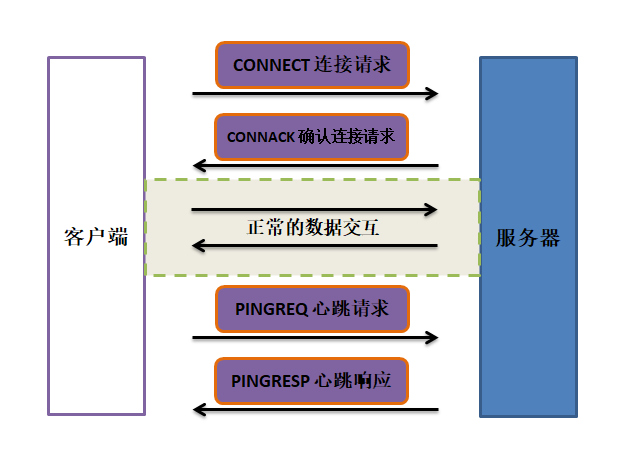 CONNECT 连接请求
CONNACK 确认连接请求
客户端
正常的数据交互
服务器
PINGREQ 心跳请求
PINGRESP 心跳响应